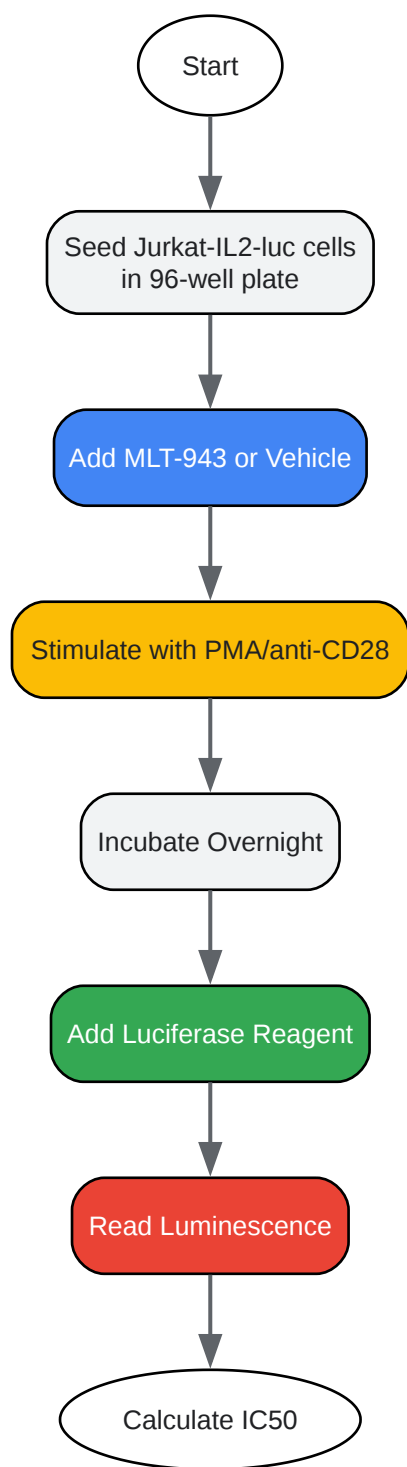 Start
Seed Jurkat-IL2-luc cells
in 96-well plate
Add MLT-943 or Vehicle
Stimulate with PMA/anti-CD28
Incubate Overnight
Add Luciferase Reagent
Read Luminescence
Calculate IC50